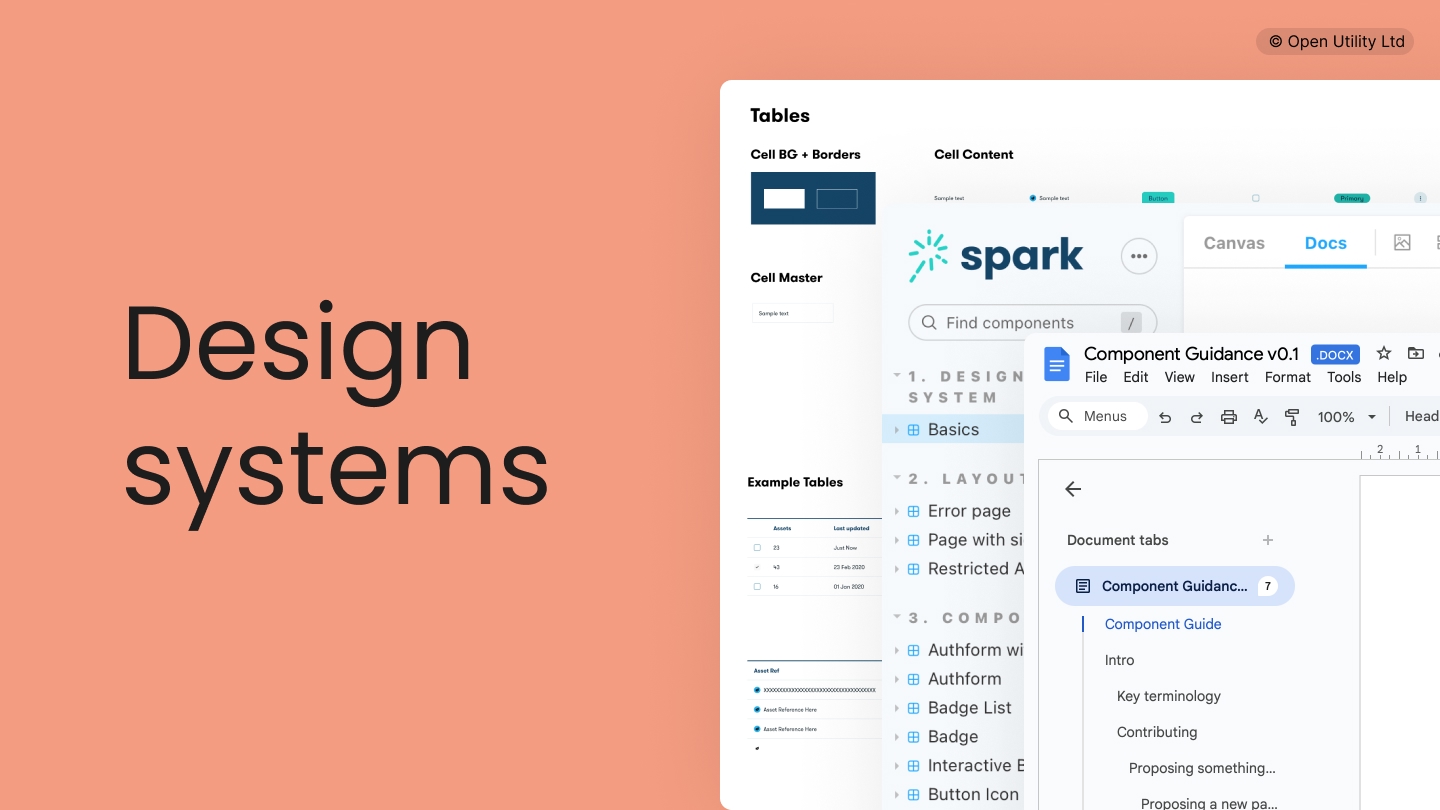 © Open Utility Ltd
Design
systems
Tables
Cell BG + Borders
Cell Content
Sample text
Sample text
Button
Primary
Cell Master
Sample text
Example Tables
Assets Last updated
23 Just Now
43 23 Feb 2020
16 01 Jan 2020
Asset Ref
Asset Reference Here
Asset Reference Here
spark
Canvas Docs
Find components /
1. DESIGN
SYSTEM
Basics
2. LAYOUT
Error page
Page with si
Restricted A
3. COMPO
Authform wi
Authform
Badge List
Badge
Interactive B
Button Icon
Component Guidance v0.1 .DOCX
File Edit View Insert Format Tools Help
Menus 100% Head
2 1
Document tabs
Component Guidanc... 7
Component Guide
Intro
Key terminology
Contributing
Proposing something...
Proposing a new pa...